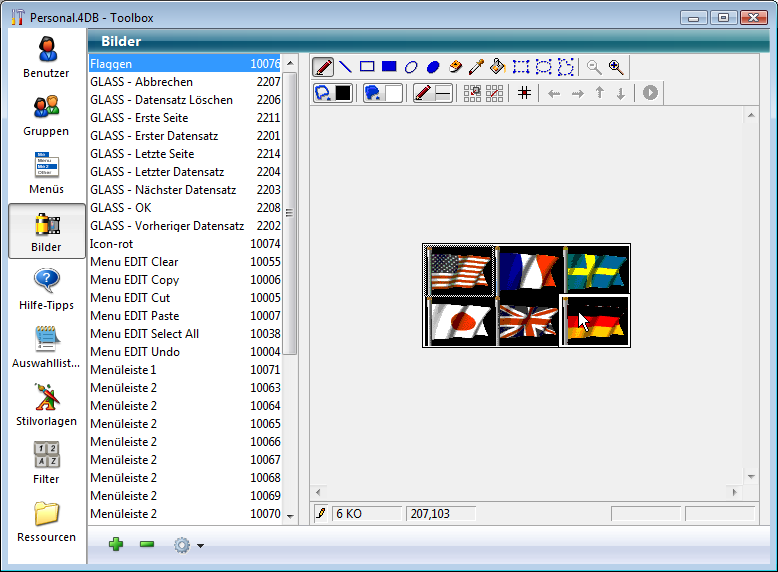 Personal.4DB - Toolbox
Bilder
Benutzer
Gruppen
Menüs
Bilder
Hilfe-Tipps
Auswahllist...
Stilvorlagen
Filter
Ressourcen
Flaggen 10076
GLASS - Abbrechen 2207
GLASS - Datensatz Löschen 2206
GLASS - Erste Seite 2211
GLASS - Erster Datensatz 2201
GLASS - Letzte Seite 2214
GLASS - Letzter Datensatz 2204
GLASS - Nächster Datensatz 2203
GLASS - OK 2208
GLASS - Vorheriger Datensatz 2202
Icon-rot 10074
Menu EDIT Clear 10055
Menu EDIT Copy 10006
Menu EDIT Cut 10005
Menu EDIT Paste 10007
Menu EDIT Select All 10038
Menu EDIT Undo 10004
Menüleiste 1 10071
Menüleiste 2 10063
Menüleiste 2 10064
Menüleiste 2 10065
Menüleiste 2 10066
Menüleiste 2 10067
Menüleiste 2 10068
Menüleiste 2 10069
Menüleiste 2 10070
6 KO
207,103